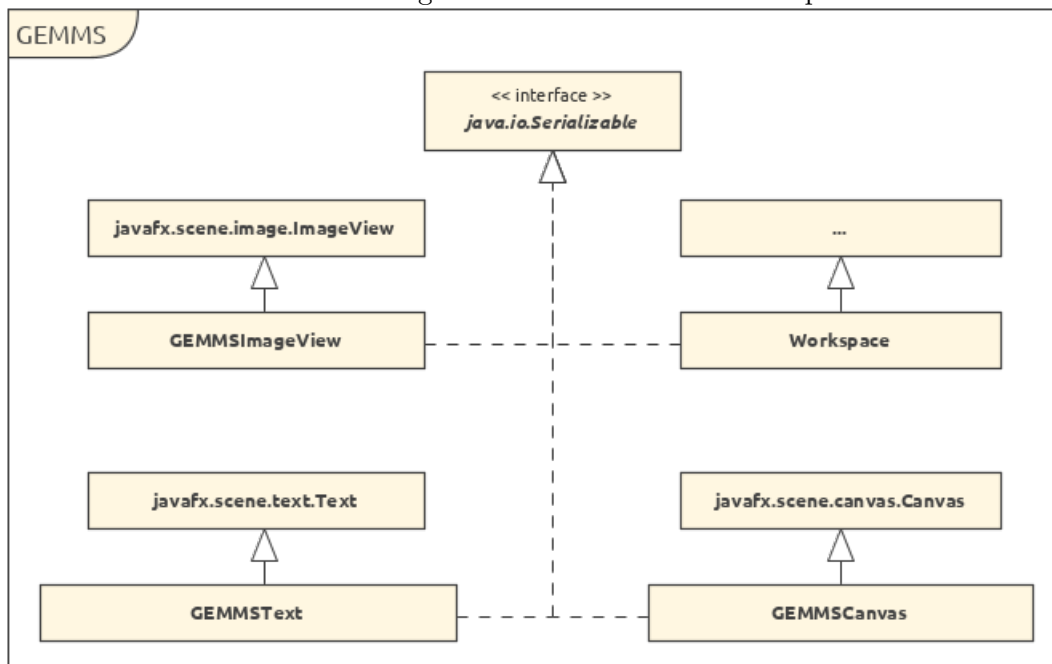 GEMMS
<< interface >>
java.io.Serializable
javafx.scene.image.ImageView
...
GEMMSImageView
Workspace
javafx.scene.text.Text
javafx.scene.canvas.Canvas
GEMMSText
GEMMSCanvas